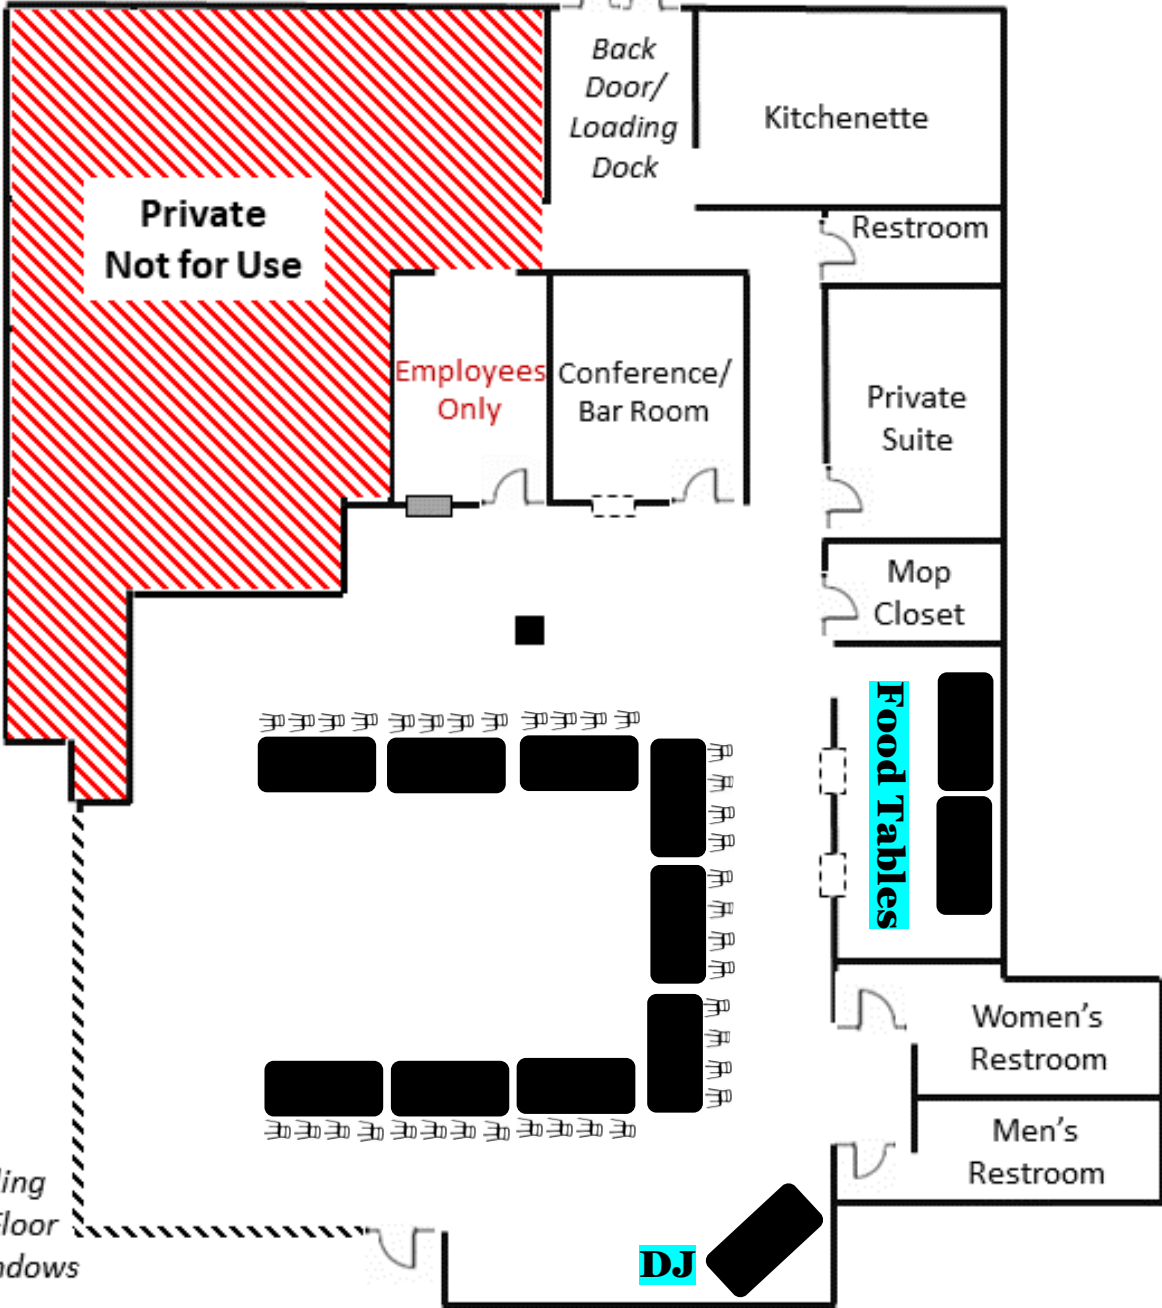 Back
Door/
Loading
Dock
Kitchenette
Private
Not for Use
Restroom
Employees
Only
Conference/
Bar Room
Private
Suite
Mop
Closet
Food Tables
Women's
Restroom
Men's
Restroom
DJ